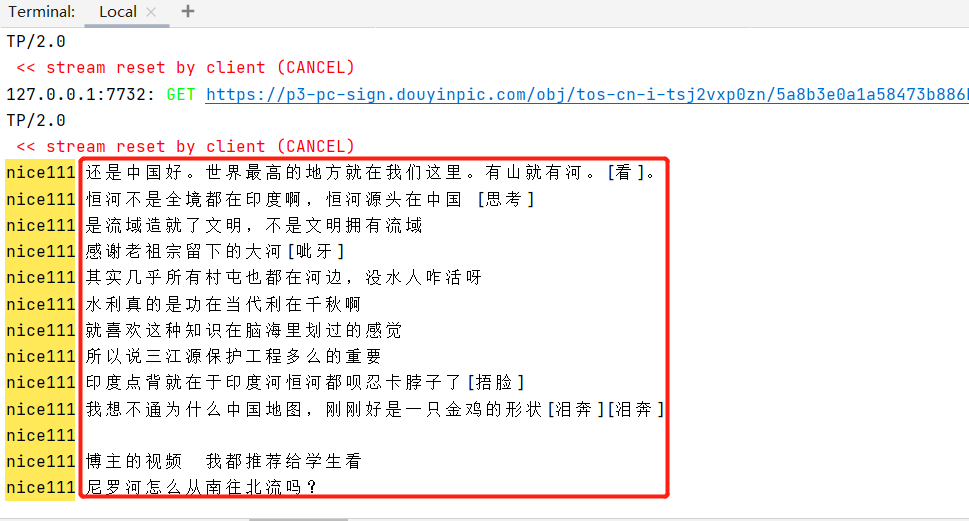 Terminal: Local × +
TP/2.0
<< stream reset by client (CANCEL)
127.0.0.1:7732: GET https://p3-pc-sign.douyinpic.com/obj/tos-cn-i-tsj2vxp0zn/5a8b3e0a1a58473b886
TP/2.0
<< stream reset by client (CANCEL)
nice111 还是中国好。世界最高的地方就在我们这里。有山就有河。[看]。
nice111 恒河不是全境都在印度啊，恒河源头在中国 [思考]
nice111 是流域造就了文明，不是文明拥有流域
nice111 感谢老祖宗留下的大河[呲牙]
nice111 其实几乎所有村屯也都在河边，没水人咋活呀
nice111 水利真的是功在当代利在千秋啊
nice111 就喜欢这种知识在脑海里划过的感觉
nice111 所以说三江源保护工程多么的重要
nice111 印度点背就在于印度河恒河都呗忍卡脖子了[捂脸]
nice111 我想不通为什么中国地图，刚刚好是一只金鸡的形状[泪奔][泪奔]
nice111
nice111 博主的视频 我都推荐给学生看
nice111 尼罗河怎么从南往北流吗？